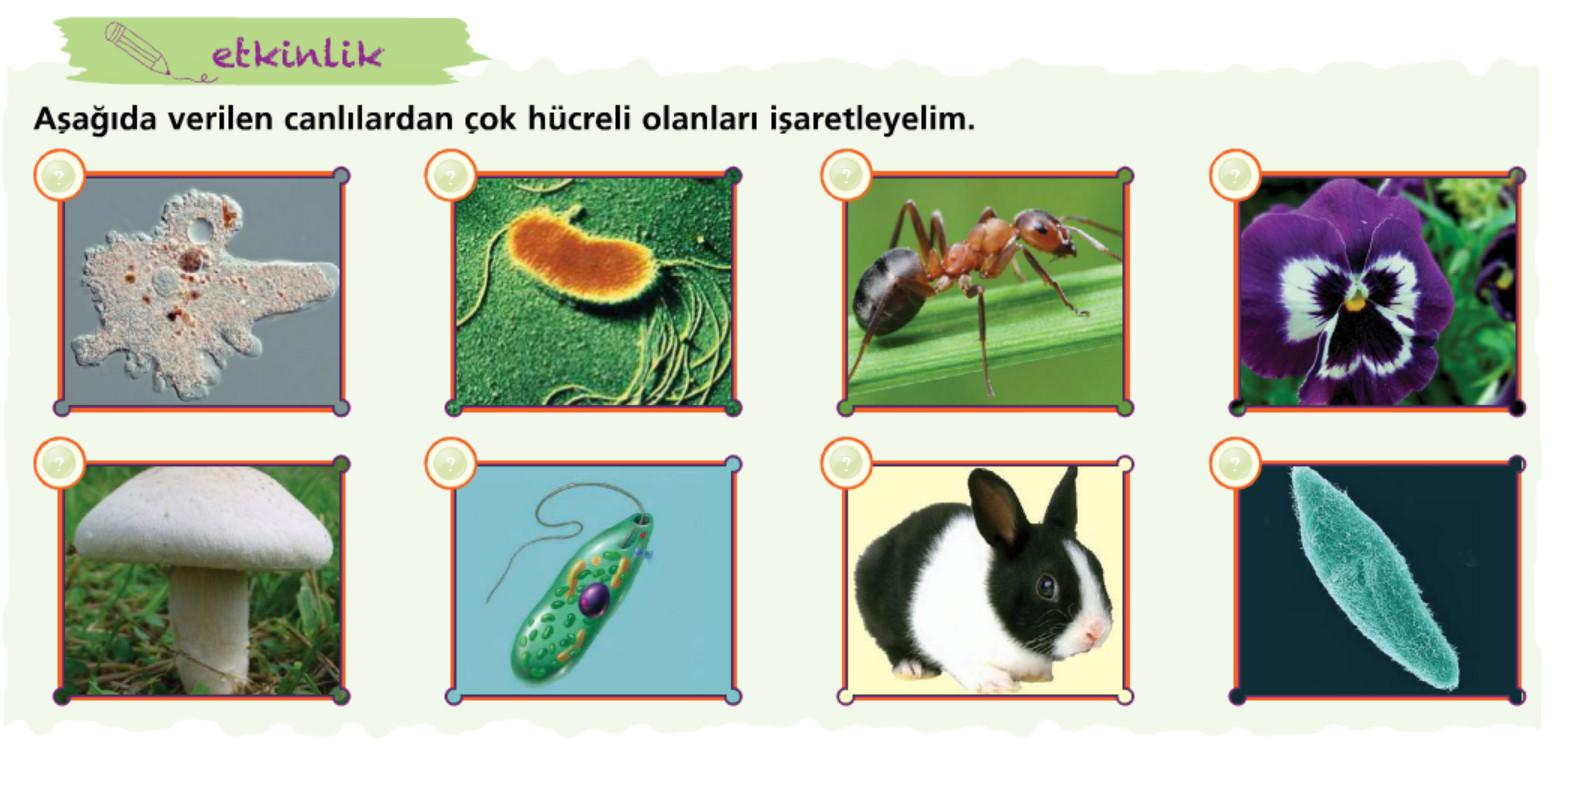 etkinlik
Aşağıda verilen canlılardan çok hücreli olanları işaretleyelim.
? ? ? ?
? ? ? ?